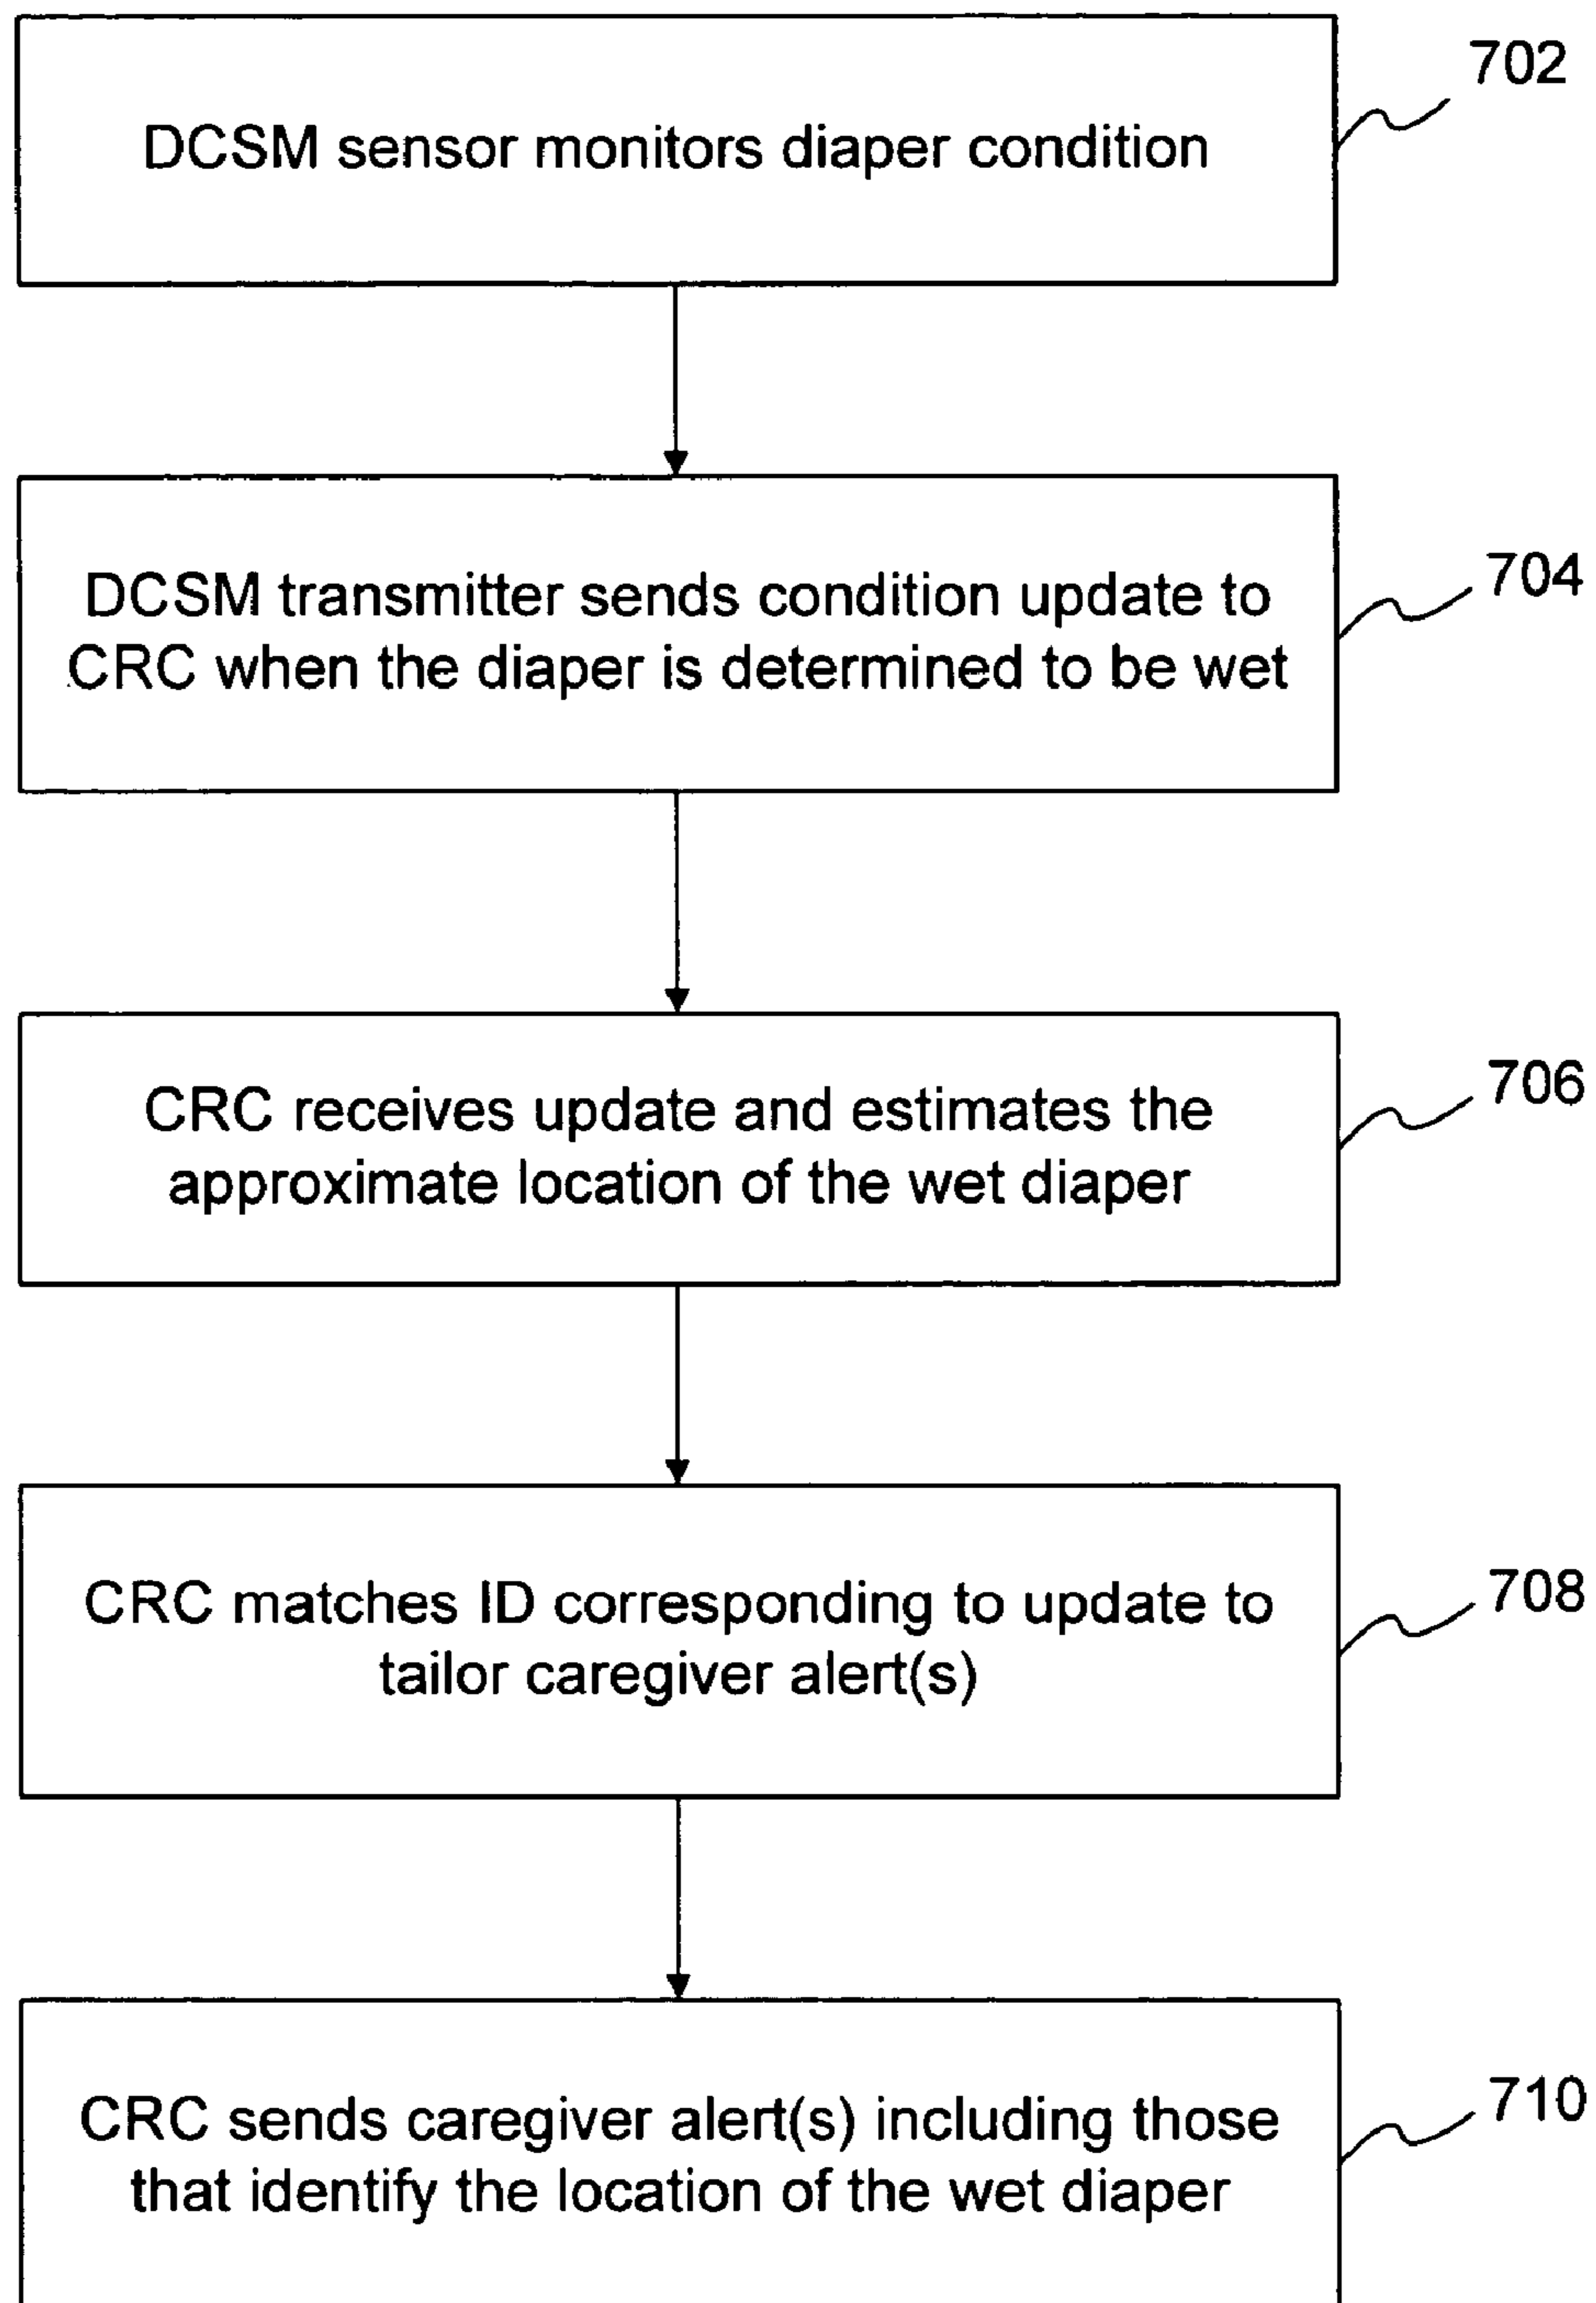 DCSM sensor monitors diaper condition
702
DCSM transmitter sends condition update to
CRC when the diaper is determined to be wet
704
CRC receives update and estimates the
approximate location of the wet diaper
706
CRC matches ID corresponding to update to
tailor caregiver alert(s)
708
CRC sends caregiver alert(s) including those
that identify the location of the wet diaper
710